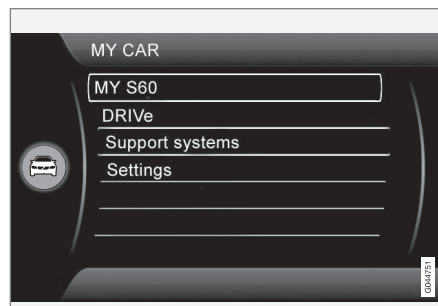 MY CAR
MY S60
DRIVe
Support systems
Settings
G044751